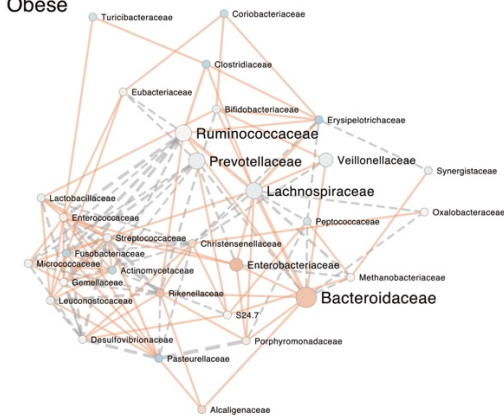 Obese
Turicibacteraceae
Coriobacteriaceae
Clostridiaceae
Eubacteriaceae
Bifidobacteriaceae
Erysipelotrichaceae
Ruminococcaceae
Prevotellaceae
Veillonellaceae
Synergistaceae
Lachnospiraceae
Lactobacillaceae
Oxalobacteraceae
Enterococaceae
Peptococcaceae
Streptococcaceae
Christensenellaceae
Fusobacteriaceae
Micrococcaceae
Enterobacteriaceae
Actinomycetaceae
Methanobacteriaceae
Gemellaceae
Rikenellaceae
Bacteroidaceae
Leuconostocaceae
S24.7
Desulfovibrionaceae
Porphyromonadaceae
Pasteurellaceae
Alcaligenaceae